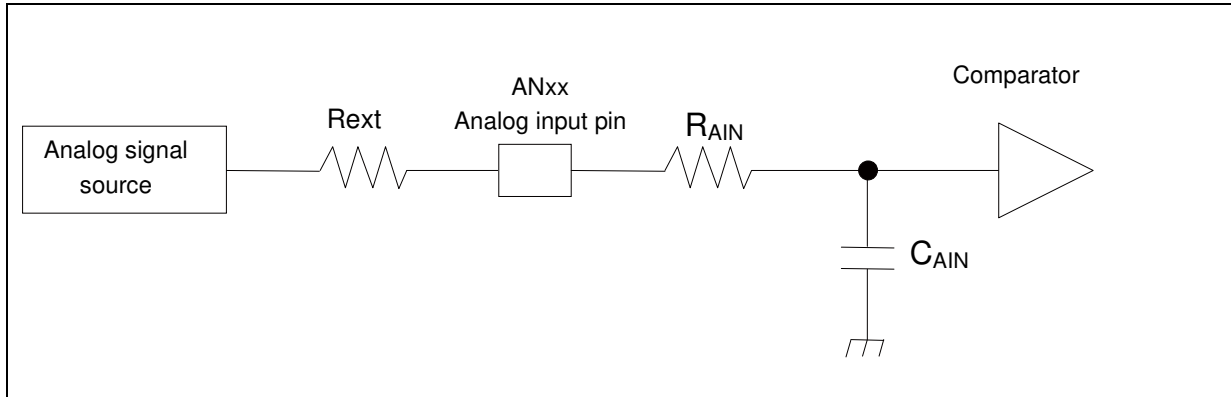 Comparator
ANxx
Analog input pin
Rext
RAIN
Analog signal
source
CAIN